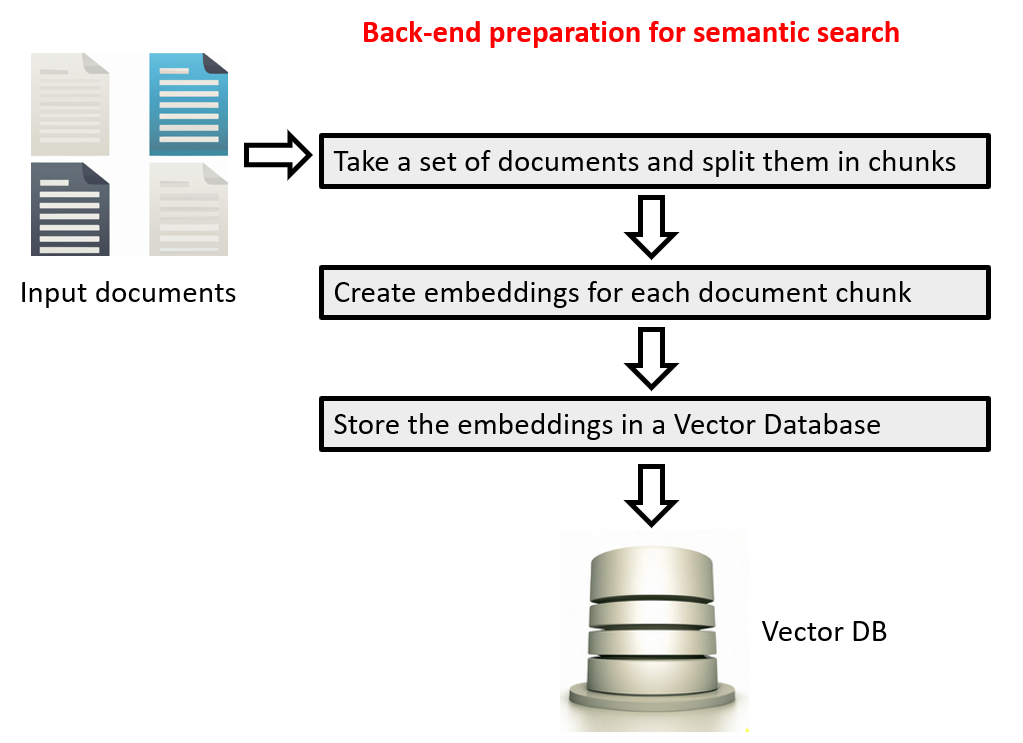 Back-end preparation for semantic search
Take a set of documents and split them in chunks
Input documents
Create embeddings for each document chunk
Store the embeddings in a Vector Database
Vector DB